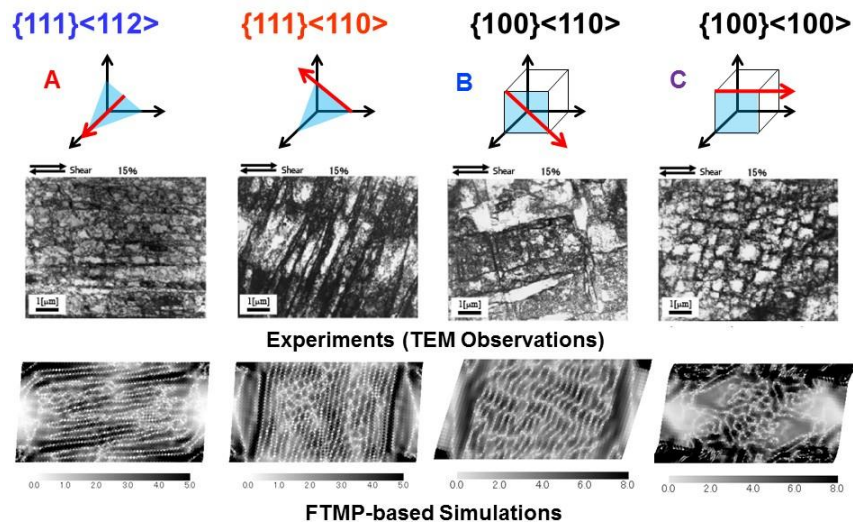 {111}<112> {111}<110> {100}<110> {100}<100>
A B C
Shear 15% Shear 15% Shear 15% Shear 15%
1[μm] 1[μm] 1[μm] 1[μm]
Experiments (TEM Observations)
0.0 1.0 2.0 3.0 4.0 5.0 0.0 1.0 2.0 3.0 4.0 5.0 0.0 2.0 4.0 6.0 8.0 0.0 2.0 4.0 6.0 8.0
FTMP-based Simulations